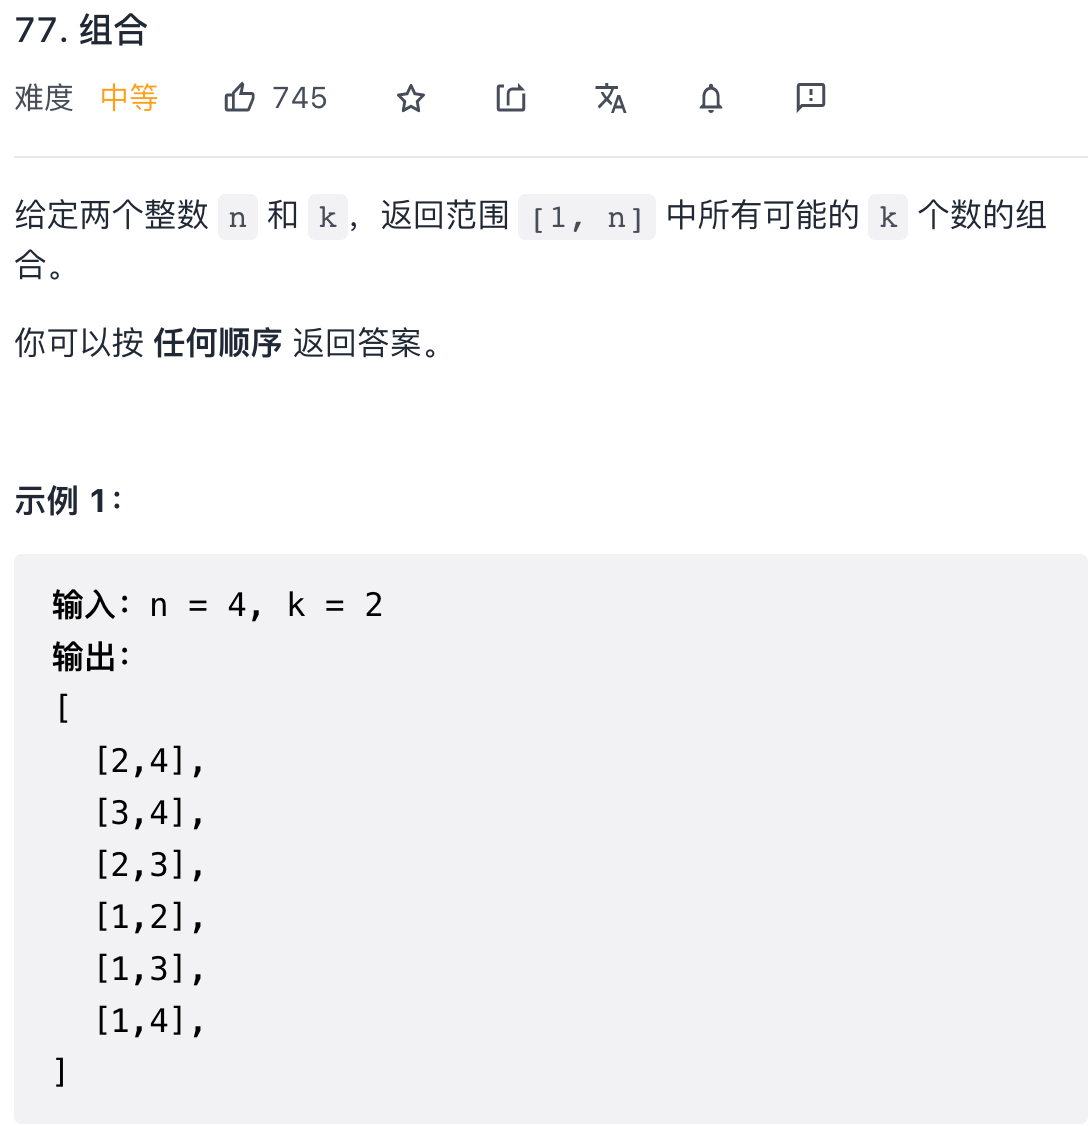 77. 组合
难度 中等 745
给定两个整数 n 和 k，返回范围 [1, n] 中所有可能的 k 个数的组
合。
你可以按 任何顺序 返回答案。
示例 1：
输入：n = 4, k = 2
输出：
[
  [2,4],
  [3,4],
  [2,3],
  [1,2],
  [1,3],
  [1,4],
]